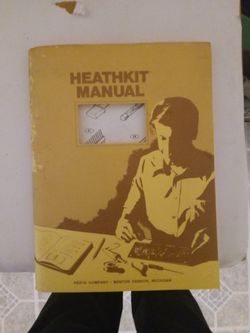 HEATHKIT
MANUAL
HEATH COMPANY · BENTON HARBOR, MICHIGAN